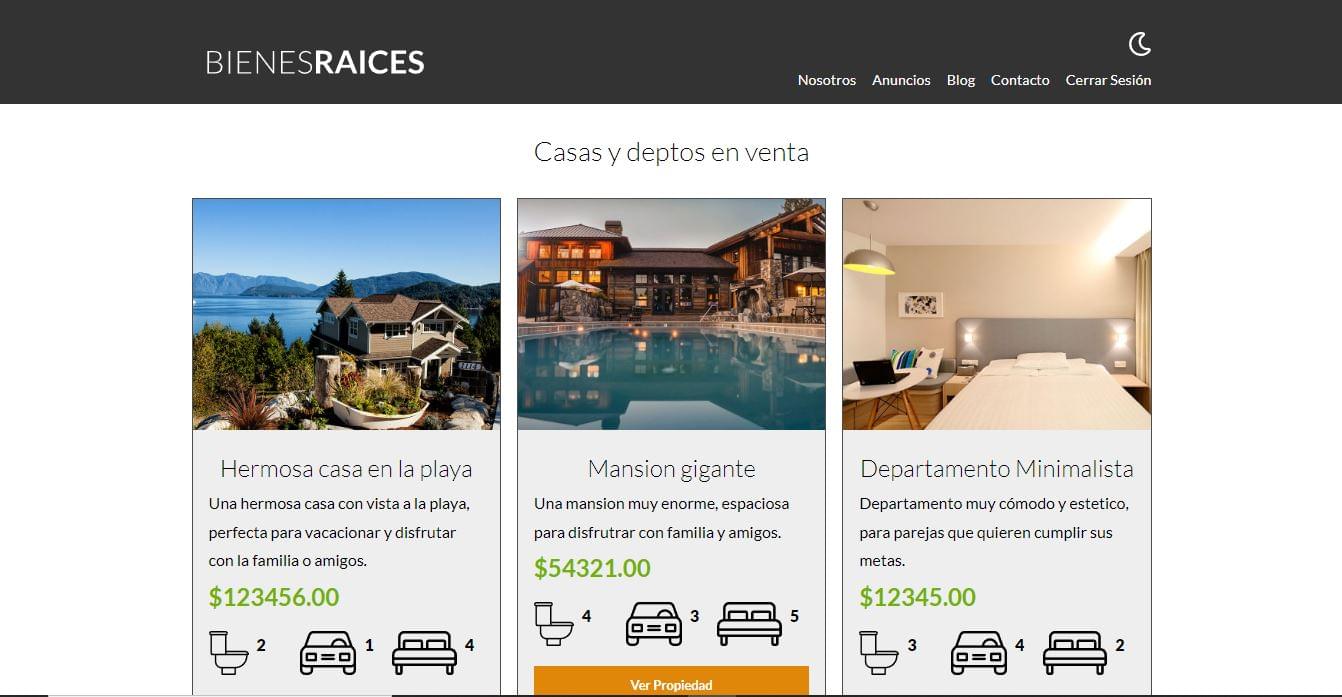 BIENESRAICES
Nosotros Anuncios Blog Contacto Cerrar Sesión
Casas y deptos en venta
1114
Hermosa casa en la playa
Una hermosa casa con vista a la playa,
perfecta para vacacionar y disfrutar
con la familia o amigos.
$123456.00
2 1 4
Mansion gigante
Una mansion muy enorme, espaciosa
para disfrutrar con familia y amigos.
$54321.00
4 3 5
Ver Propiedad
Departamento Minimalista
Departamento muy cómodo y estetico,
para parejas que quieren cumplir sus
metas.
$12345.00
3 4 2